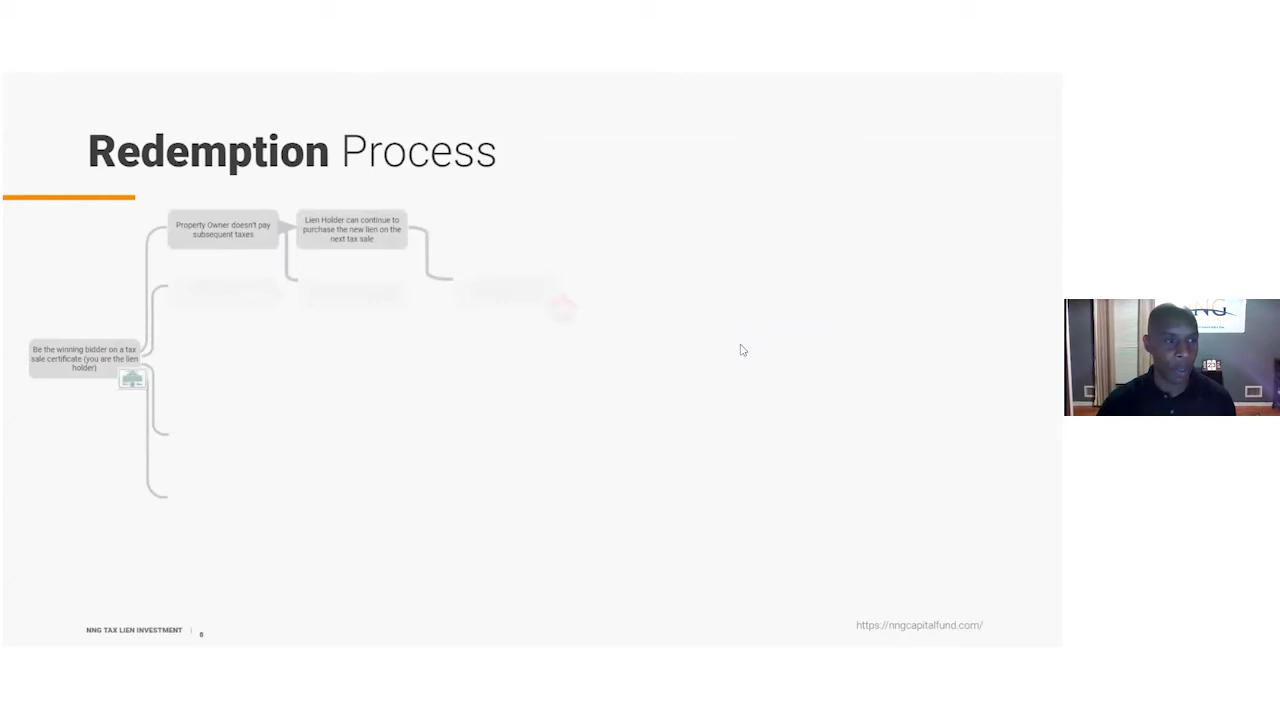 Redemption Process
Property Owner doesn't pay
subsequent taxes
Lien Holder can continue to
purchase the new lien on the
next tax sale
Be the winning bidder on a tax
sale certificate (you are the lien
holder)
NNG TAX LIEN INVESTMENT | 6
https://nngcapitalfund.com/
NG